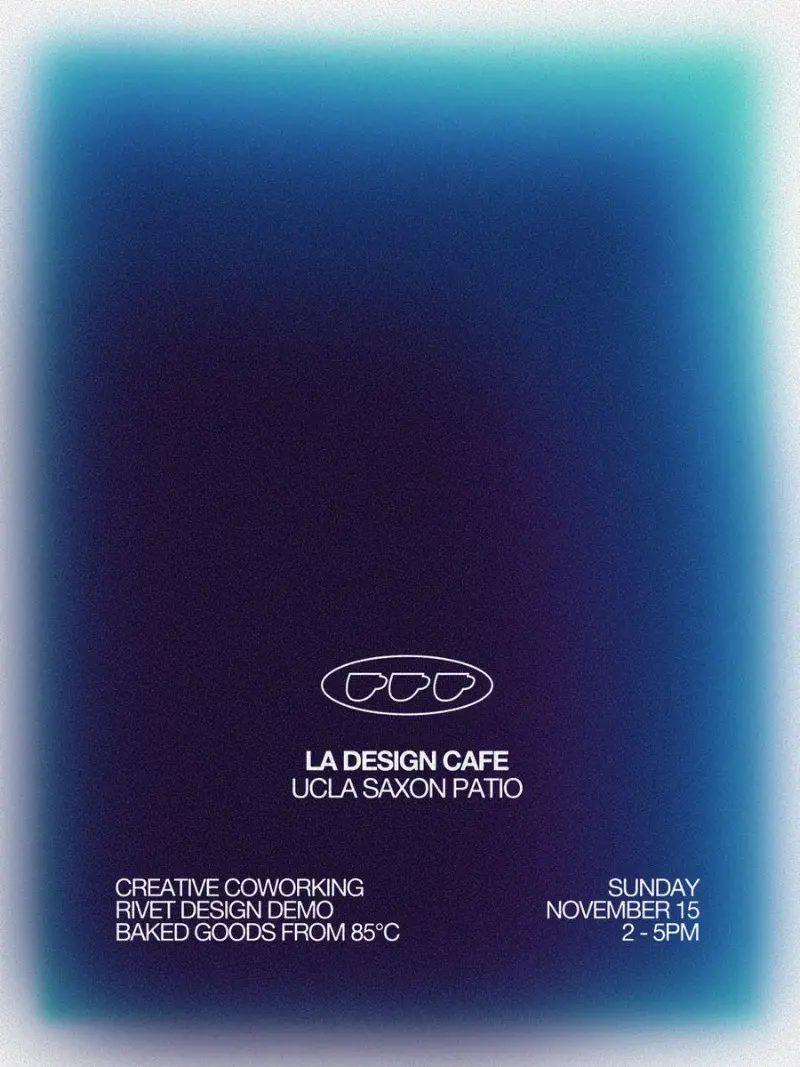 LA DESIGN CAFE
UCLA SAXON PATIO
CREATIVE COWORKING
RIVET DESIGN DEMO
BAKED GOODS FROM 85°C
SUNDAY
NOVEMBER 15
2 - 5PM